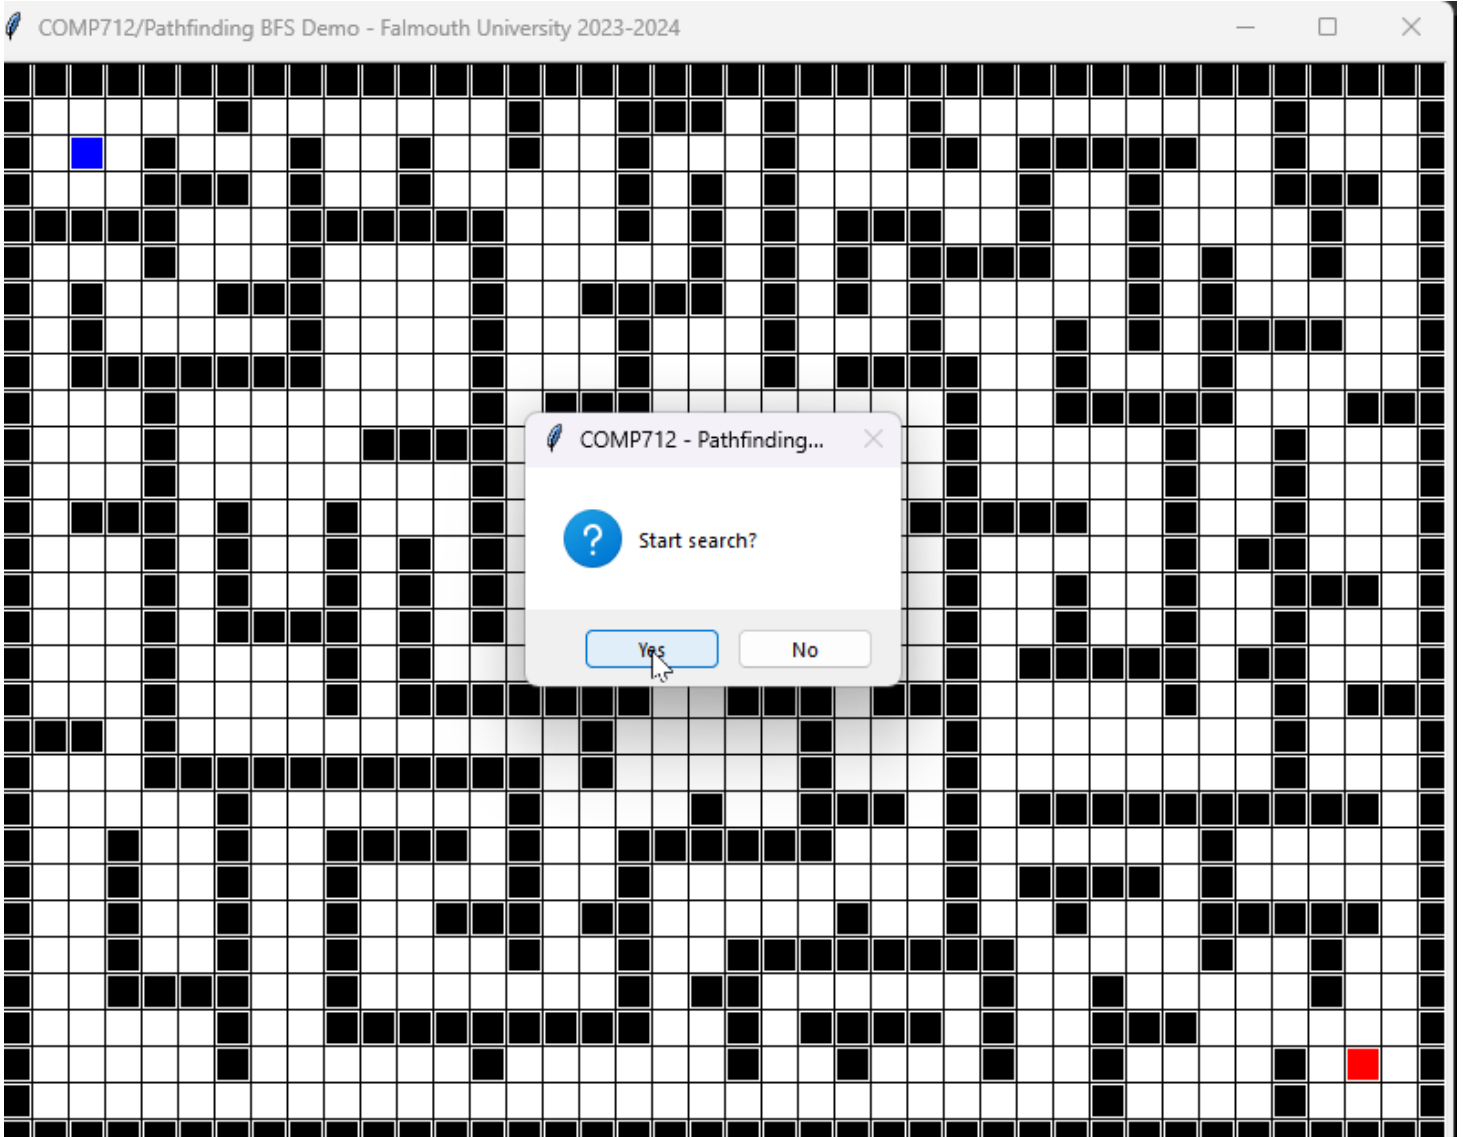 COMP712/Pathfinding BFS Demo - Falmouth University 2023-2024
COMP712 - Pathfinding...
Start search?
Yes
No